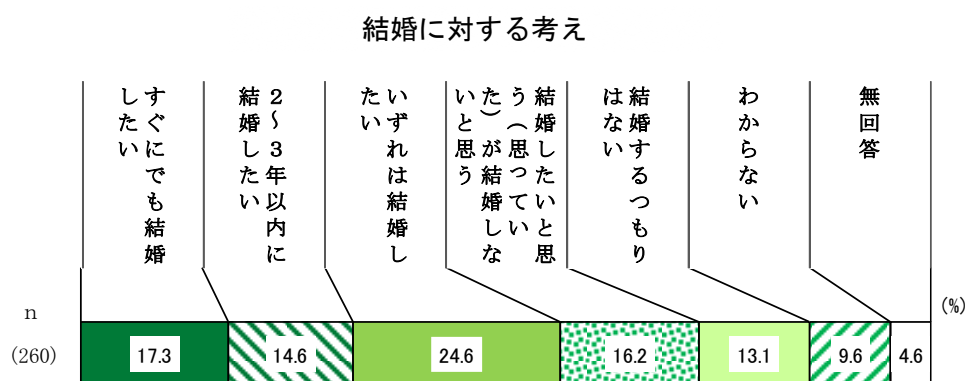 結婚に対する考え
すぐにでも結婚
したい
2～3年以内に
結婚したい
いずれは結婚し
たい
結婚したいと思
う（思ってい
た）が結婚しな
いと思う
結婚するつもり
はない
わからない
無回答
(%)
n
(260)
17.3
14.6
24.6
16.2
13.1
9.6
4.6